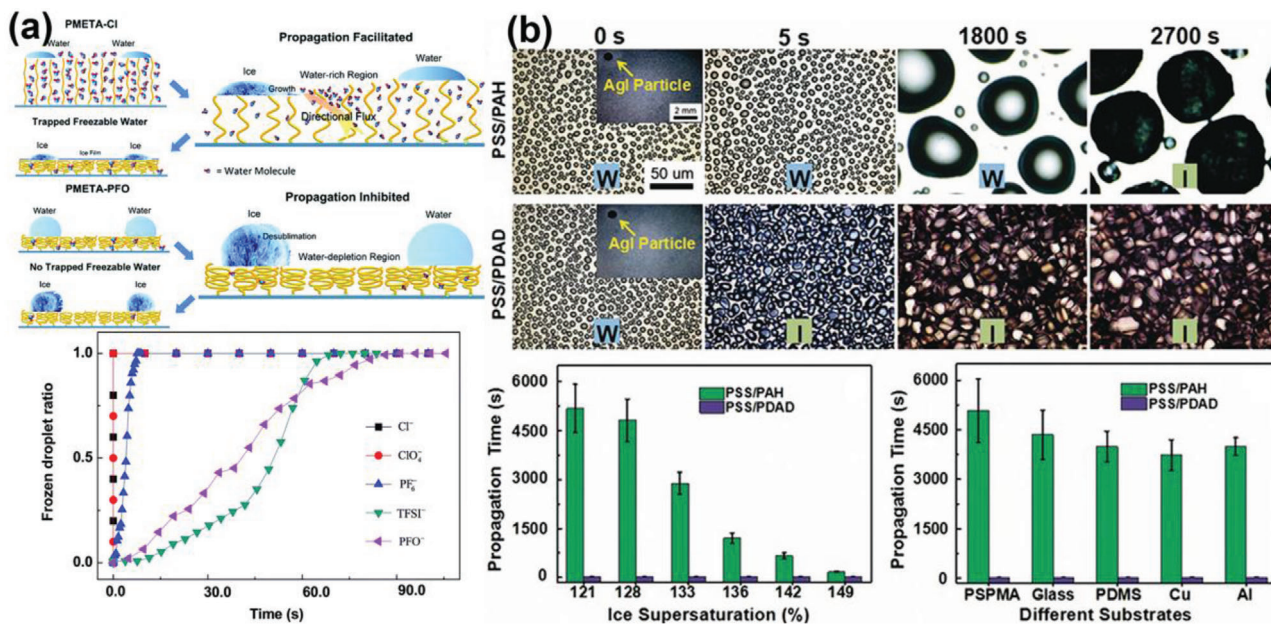 (a)
PMETA-Cl
Water Water
Trapped Freezable Water
Ice Ice Film Ice
PMETA-PFO
Water Water
No Trapped Freezable Water
Ice Ice
Propagation Facilitated
Water
Ice
Water-rich Region
Growth
Directional Flux
= Water Molecule
Propagation Inhibited
Ice Water
Desublimation
Water-depletion Region
Frozen droplet ratio
1.0
0.5
0.0
Cl⁻
ClO₄⁻
PF₆⁻
TFSI⁻
PFO⁻
0.0 30.0 60.0 90.0
Time (s)
(b)
0 s 5 s 1800 s 2700 s
PSS/PAH
AgI Particle
2 mm
W
50 um
W
W
I
PSS/PDAD
AgI Particle
W
I
I
I
Propagation Time (s)
6000
4500
3000
1500
0
PSS/PAH
PSS/PDAD
121 128 133 136 142 149
Ice Supersaturation (%)
Propagation Time (s)
6000
4500
3000
1500
0
PSS/PAH
PSS/PDAD
PSPMA Glass PDMS Cu Al
Different Substrates